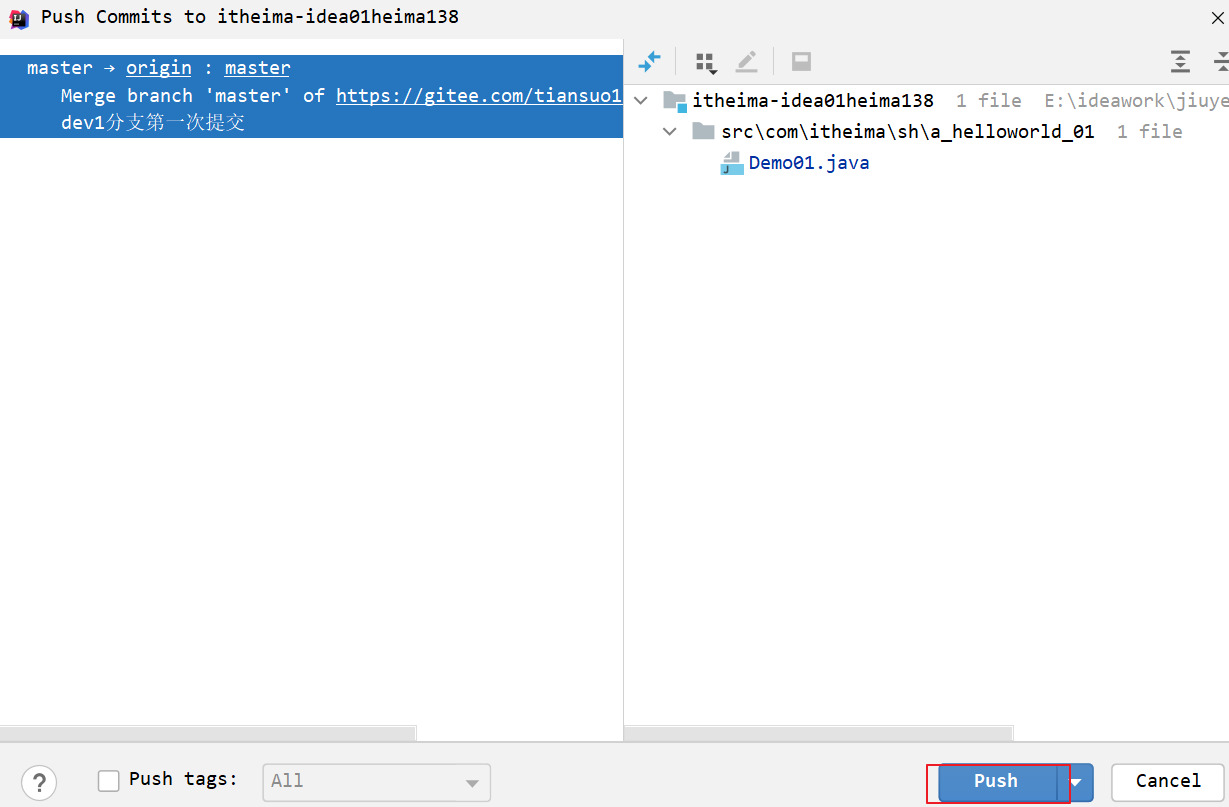 Push Commits to itheima-idea01heima138
master → origin : master
Merge branch 'master' of https://gitee.com/tiansuo1
dev1分支第一次提交
itheima-idea01heima138 1 file E:\ideawork\jiuye
src\com\itheima\sh\a_helloworld_01 1 file
Demo01.java
? Push tags: All Push Cancel